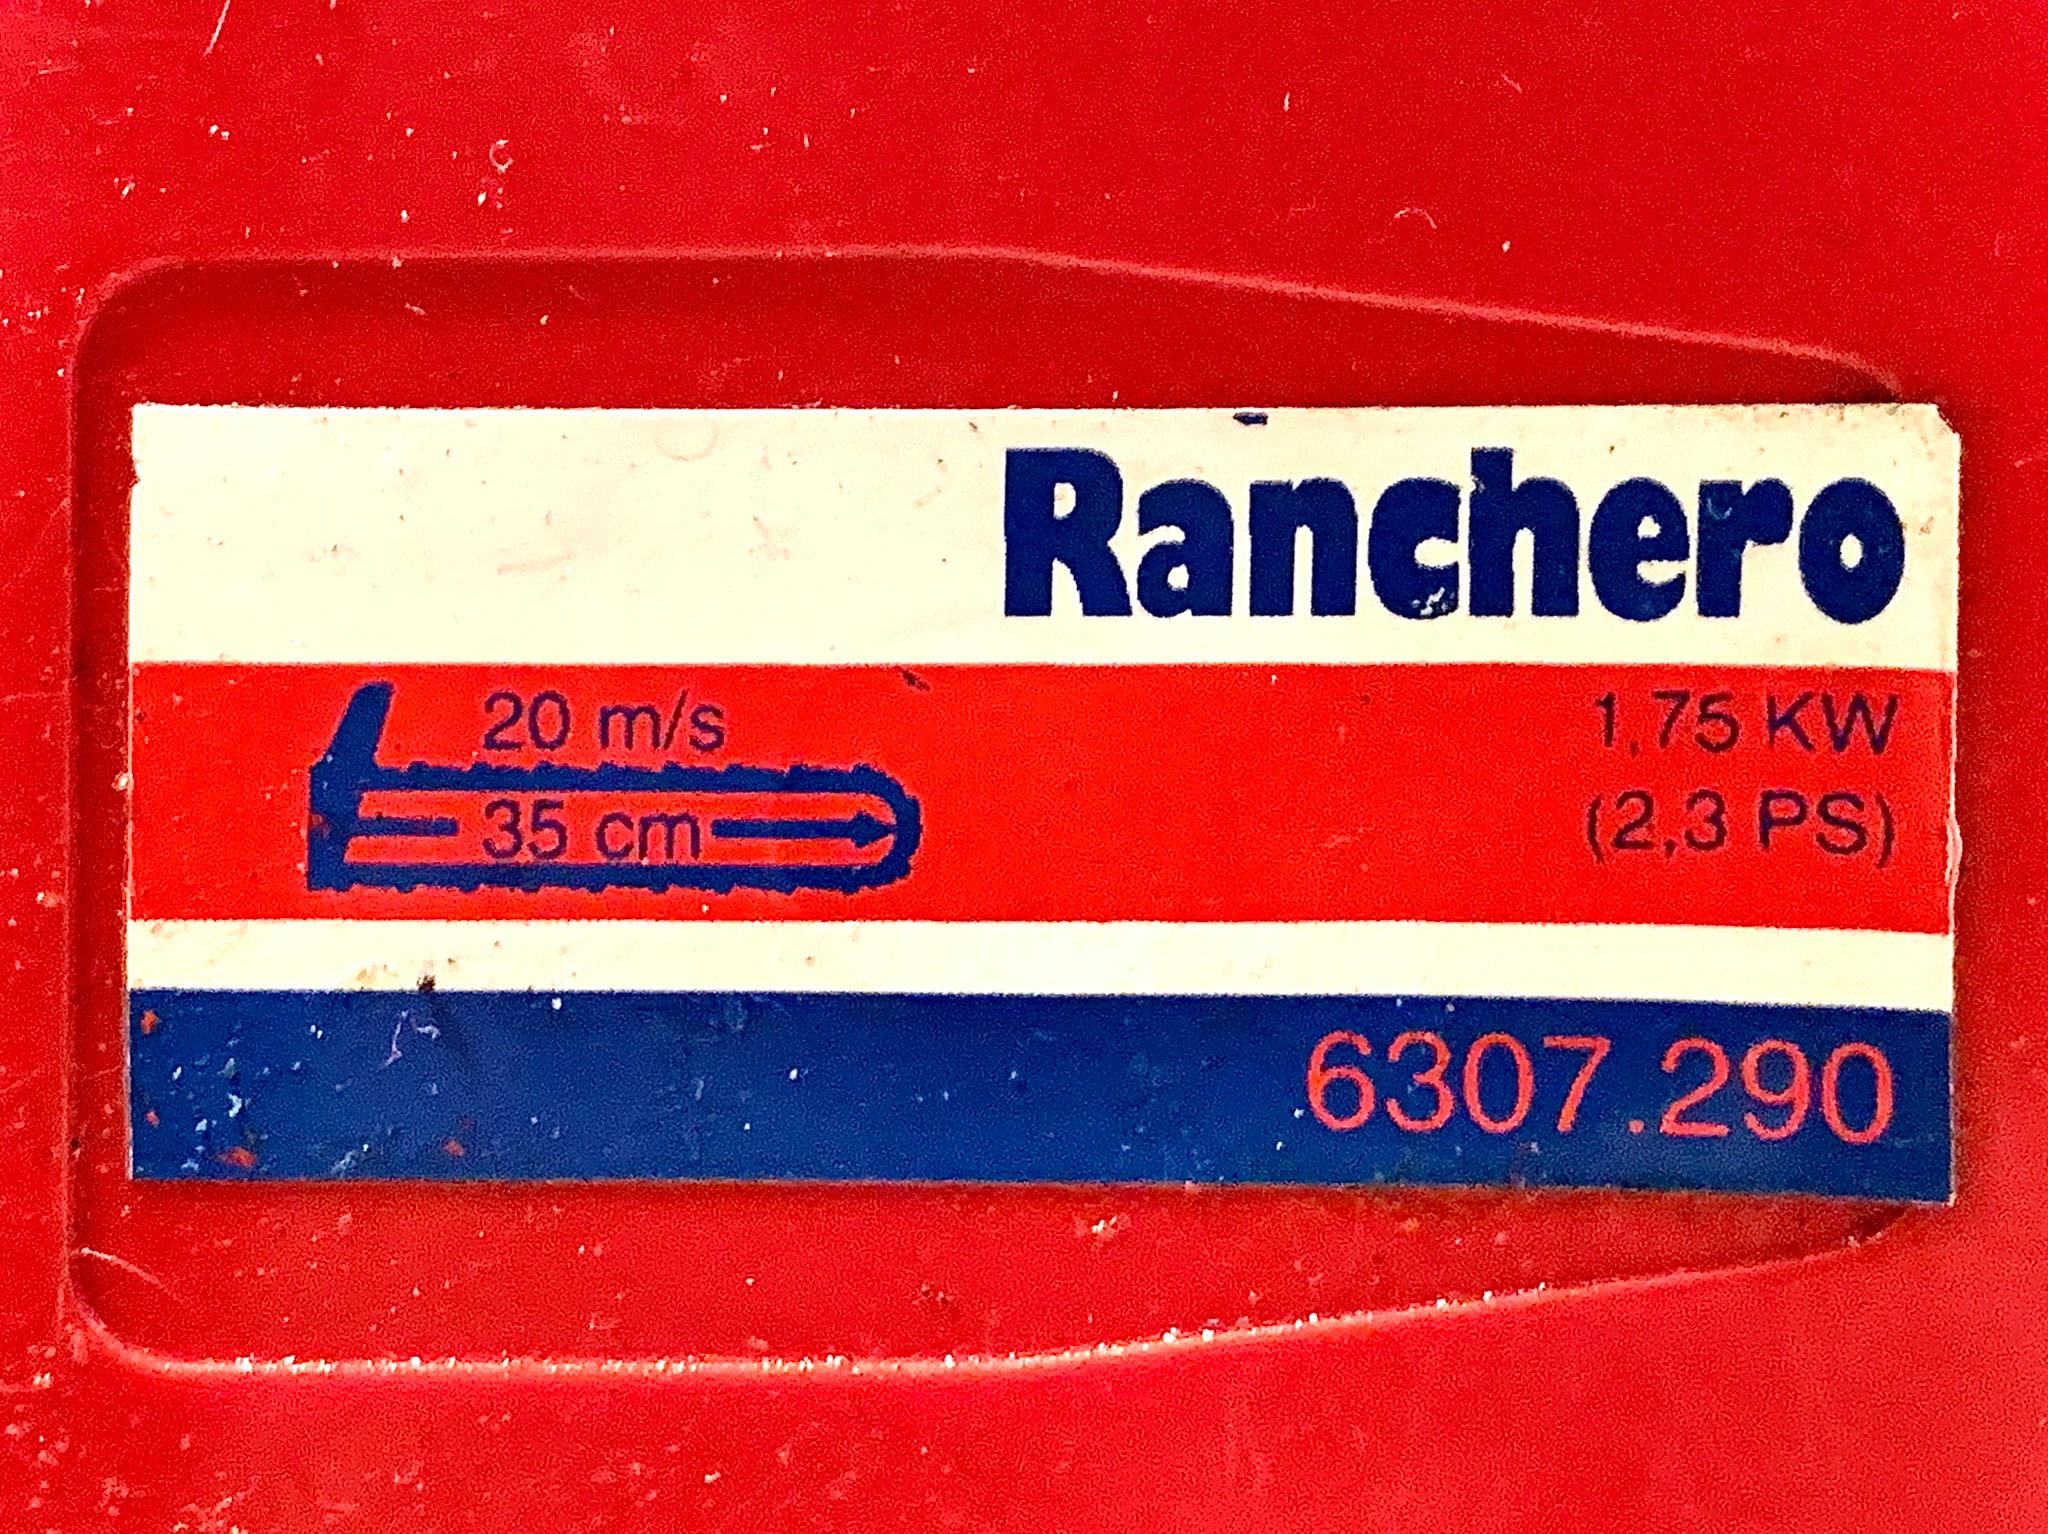 Ranchero
20 m/s
35 cm
1,75 KW
(2,3 PS)
6307.290